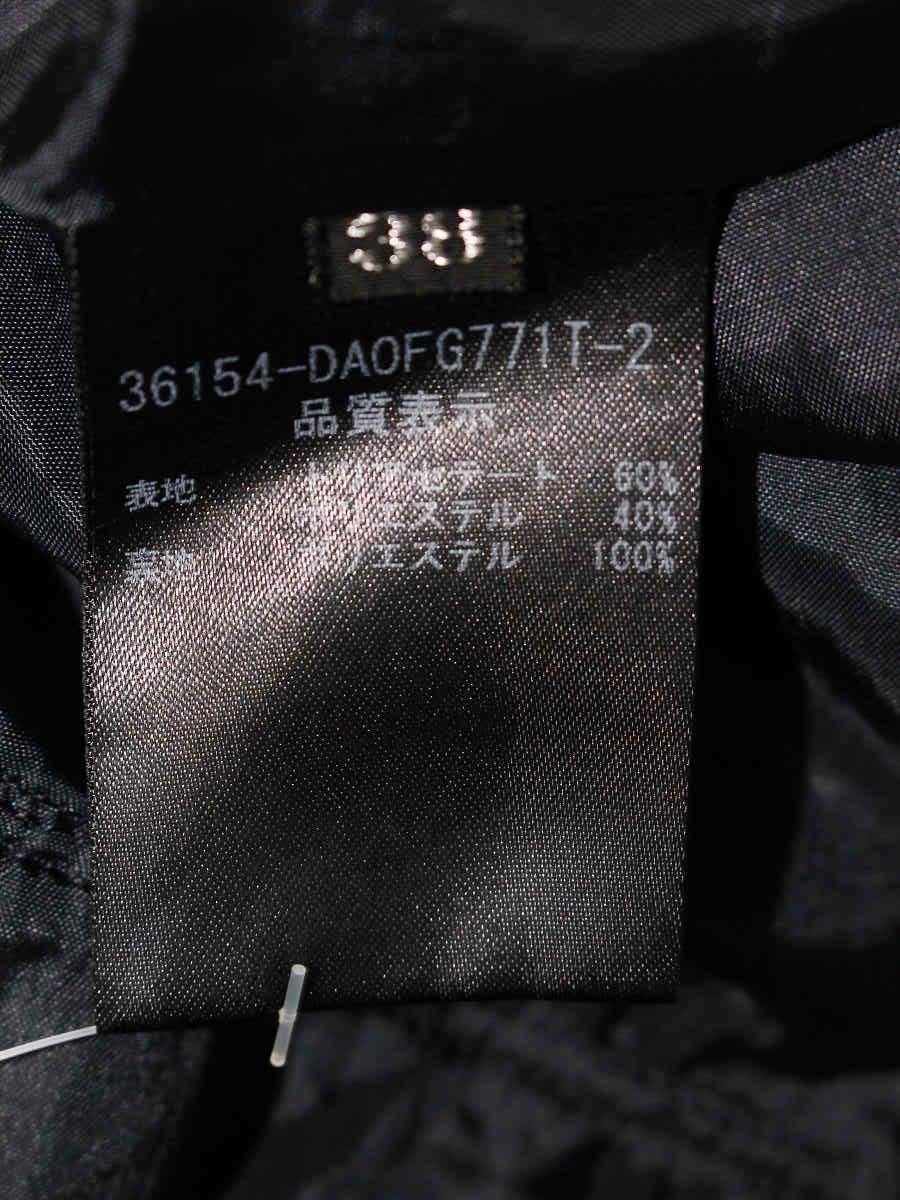 38
36154-DA0FG771T-2
品質表示
表地 トリアセテート 60%
ポリエステル 40%
裏地 ポリエステル 100%